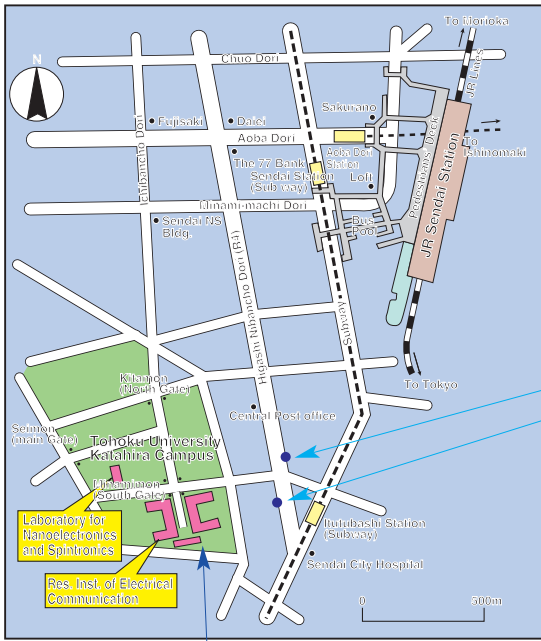 To Morioka
JR Lines
Chuo Dori
N
Sakurano
Fujisaki
Daiei
Ichibancho Dori
Aoba Dori
Aoba Dori
Station
To
Ishinomaki
The 77 Bank
Sendai Station
(Sub way)
Loft
Pedestrians' Deck
JR Sendai Station
Minami-machi Dori
Sendai NS
Bldg.
Bus
Pool
Higashi Nibancho Dori (R4)
Subway
To Tokyo
Kitamon
(North Gate)
Central Post office
Seimon
(main Gate)
Tohoku University
Katahira Campus
Minamimon
(South Gate)
Laboratory for
Nanoelectronics
and Spintronics
Itutubashi Station
(Subway)
Sendai City Hospital
Res. Inst. of Electrical
Communication
0
500m